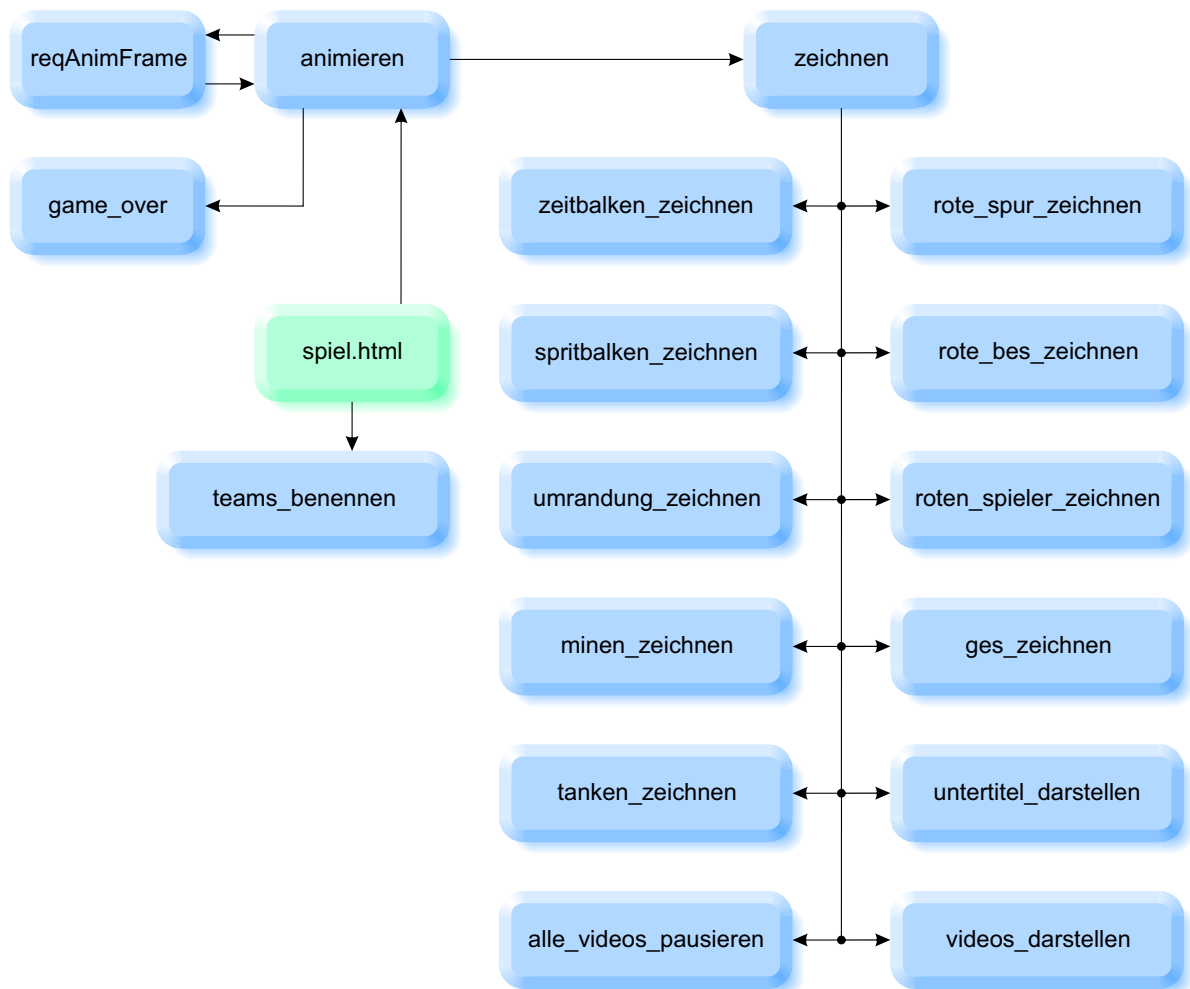 reqAnimFrame
animieren
zeichnen
game_over
zeitbalken_zeichnen
rote_spur_zeichnen
spiel.html
spritbalken_zeichnen
rote_bes_zeichnen
teams_benennen
umrandung_zeichnen
roten_spieler_zeichnen
minen_zeichnen
ges_zeichnen
tanken_zeichnen
untertitel_darstellen
alle_videos_pausieren
videos_darstellen